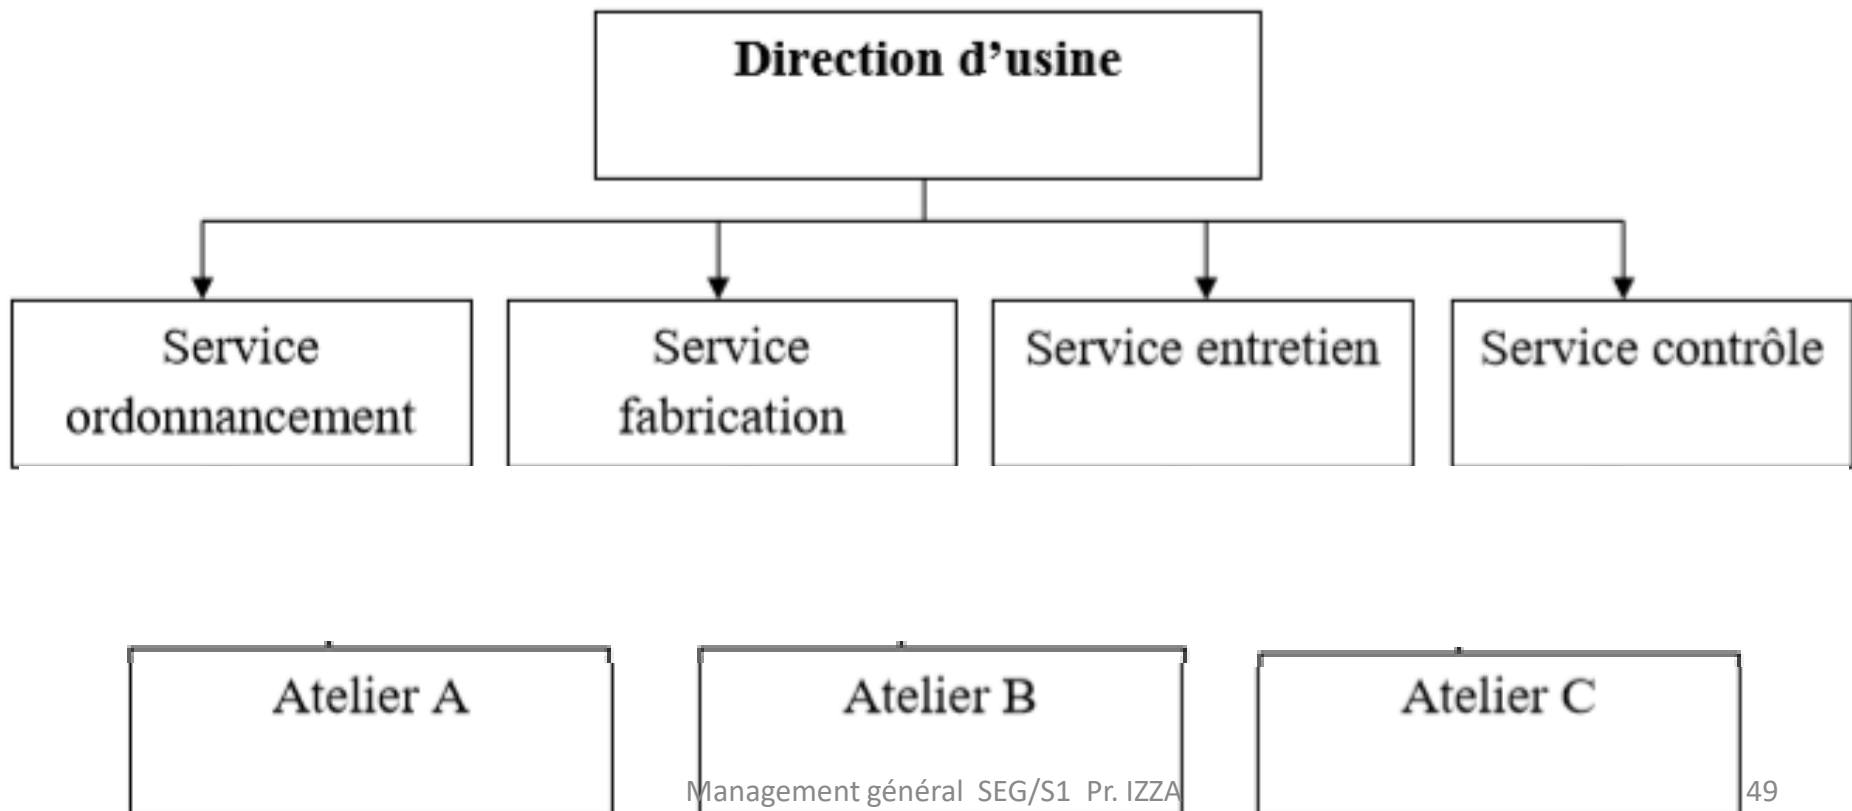 Direction d’usine
Service
ordonnancement
Service
fabrication
Service entretien
Service contrôle
Atelier A
Atelier B
Atelier C
Management général SEG/S1 Pr. IZZA
49